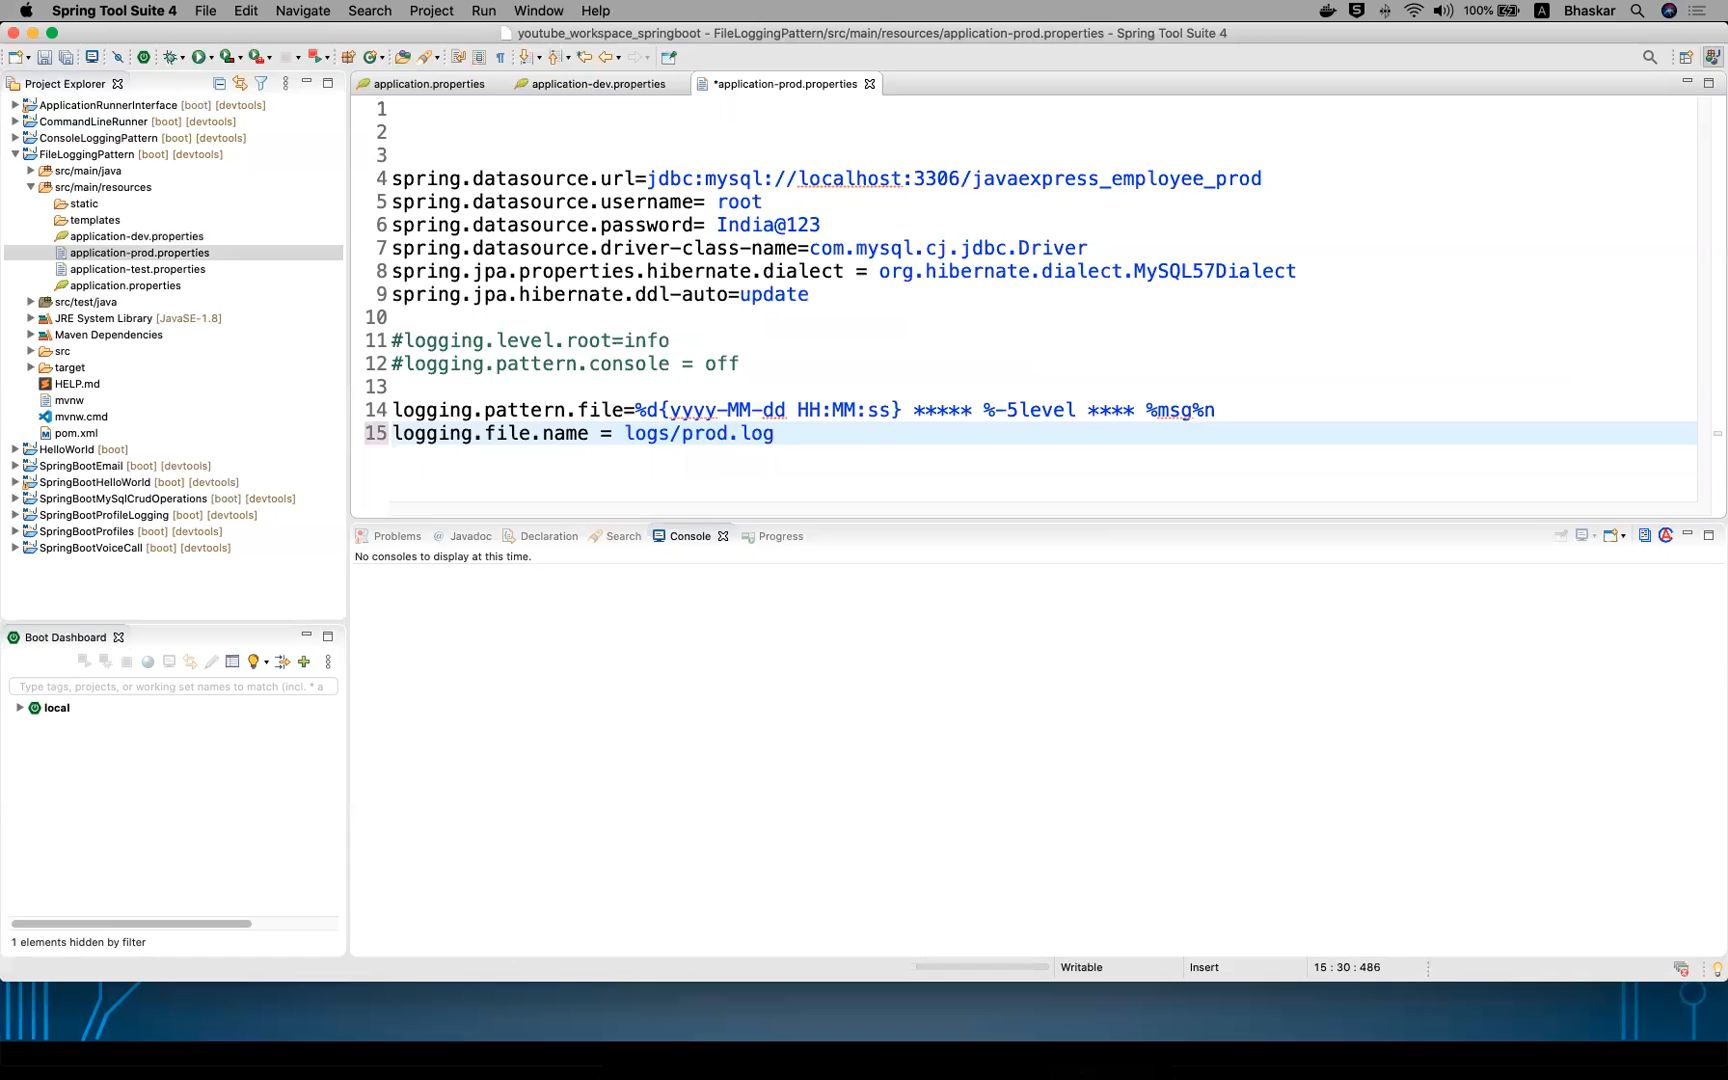 Spring Tool Suite 4 File Edit Navigate Search Project Run Window Help 100% A Bhaskar
youtube_workspace_springboot - FileLoggingPattern/src/main/resources/application-prod.properties - Spring Tool Suite 4
Project Explorer
ApplicationRunnerInterface [boot] [devtools]
CommandLineRunner [boot] [devtools]
ConsoleLoggingPattern [boot] [devtools]
FileLoggingPattern [boot] [devtools]
src/main/java
src/main/resources
static
templates
application-dev.properties
application-prod.properties
application-test.properties
application.properties
src/test/java
JRE System Library [JavaSE-1.8]
Maven Dependencies
src
target
HELP.md
mvnw
mvnw.cmd
pom.xml
HelloWorld [boot]
SpringBootEmail [boot] [devtools]
SpringBootHelloWorld [boot] [devtools]
SpringBootMySqlCrudOperations [boot] [devtools]
SpringBootProfileLogging [boot] [devtools]
SpringBootProfiles [boot] [devtools]
SpringBootVoiceCall [boot] [devtools]
Boot Dashboard
Type tags, projects, or working set names to match (incl. * a
local
1 elements hidden by filter
application.properties application-dev.properties *application-prod.properties
1
2
3
4 spring.datasource.url=jdbc:mysql://localhost:3306/javaexpress_employee_prod
5 spring.datasource.username= root
6 spring.datasource.password= India@123
7 spring.datasource.driver-class-name=com.mysql.cj.jdbc.Driver
8 spring.jpa.properties.hibernate.dialect = org.hibernate.dialect.MySQL57Dialect
9 spring.jpa.hibernate.ddl-auto=update
10
11 #logging.level.root=info
12 #logging.pattern.console = off
13
14 logging.pattern.file=%d{yyyy-MM-dd HH:MM:ss} ***** %-5level **** %msg%n
15 logging.file.name = logs/prod.log
Problems @ Javadoc Declaration Search Console Progress
No consoles to display at this time.
Writable Insert 15 : 30 : 486